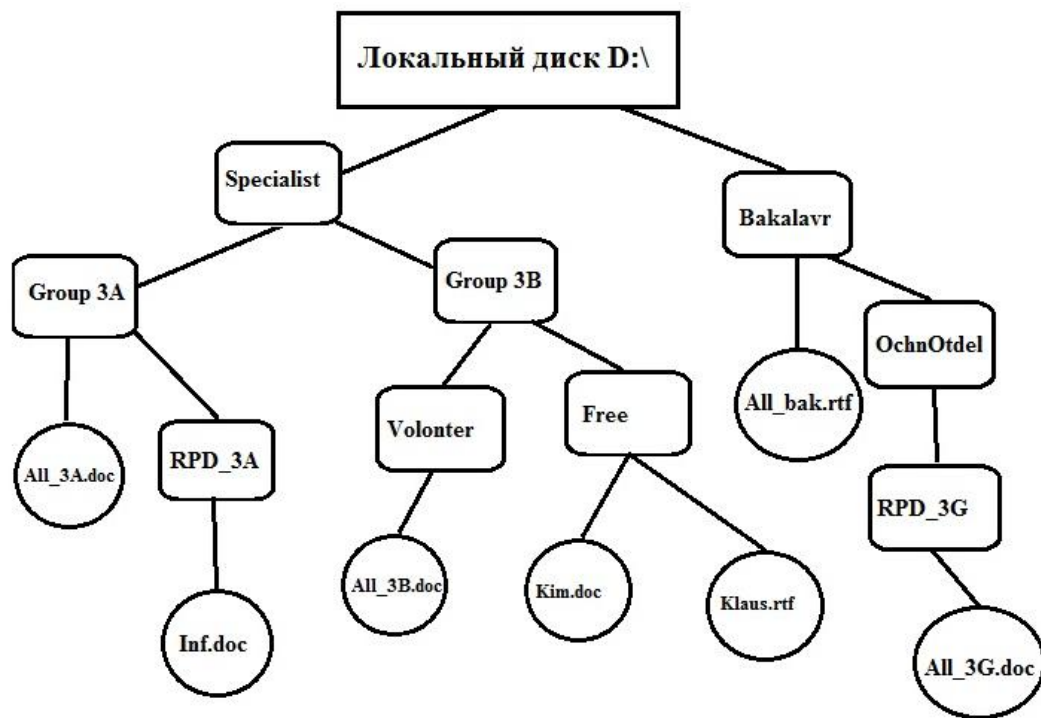 Локальный диск D:\
Specialist
Bakalavr
Group 3A
Group 3B
OchnOtdel
All_bak.rtf
Volonter
Free
All_3A.doc
RPD_3A
RPD_3G
All_3B.doc
Kim.doc
Klaus.rtf
Inf.doc
All_3G.doc